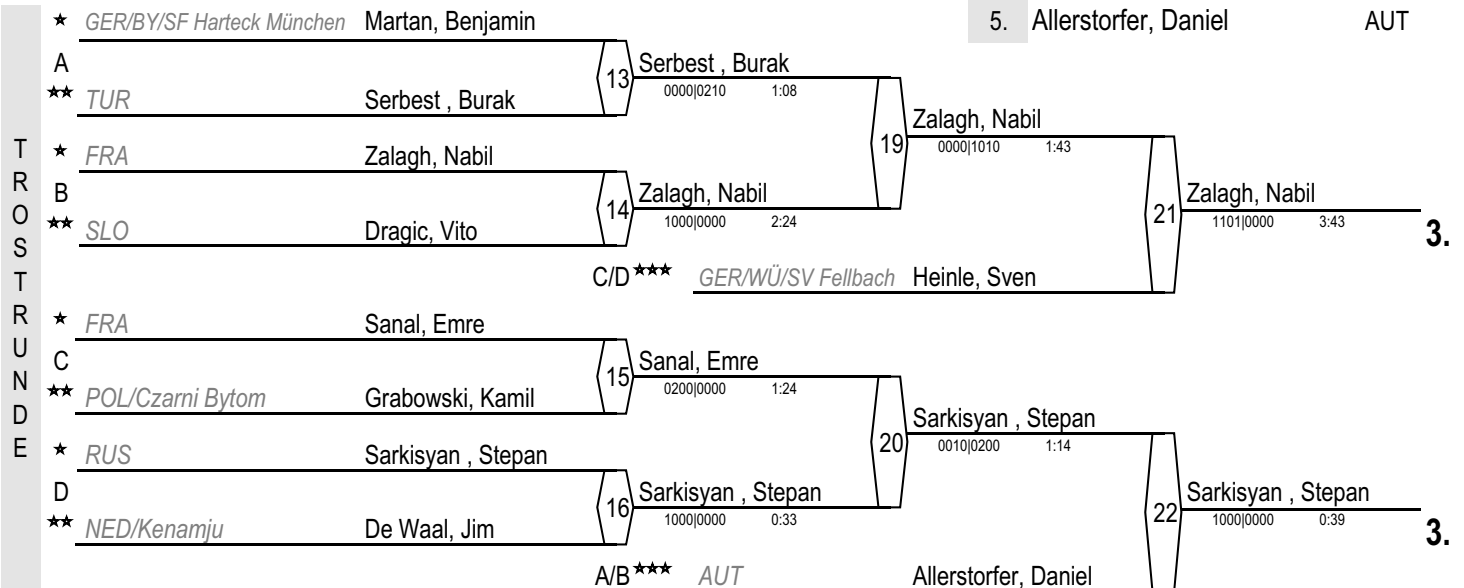 GER/BY/SF Harteck München Martan, Benjamin
5. Allerstorfer, Daniel AUT
A
13 Serbest , Burak
0000|0210 1:08
TUR Serbest , Burak
19 Zalagh, Nabil
0000|1010 1:43
FRA Zalagh, Nabil
B
14 Zalagh, Nabil
1000|0000 2:24
21 Zalagh, Nabil
1101|0000 3:43
3.
SLO Dragic, Vito
C/D GER/WÜ/SV Fellbach Heinle, Sven
TROSTRUNDE
FRA Sanal, Emre
C
15 Sanal, Emre
0200|0000 1:24
POL/Czarni Bytom Grabowski, Kamil
20 Sarkisyan , Stepan
0010|0200 1:14
RUS Sarkisyan , Stepan
D
16 Sarkisyan , Stepan
1000|0000 0:33
22 Sarkisyan , Stepan
1000|0000 0:39
3.
NED/Kenamju De Waal, Jim
A/B AUT Allerstorfer, Daniel